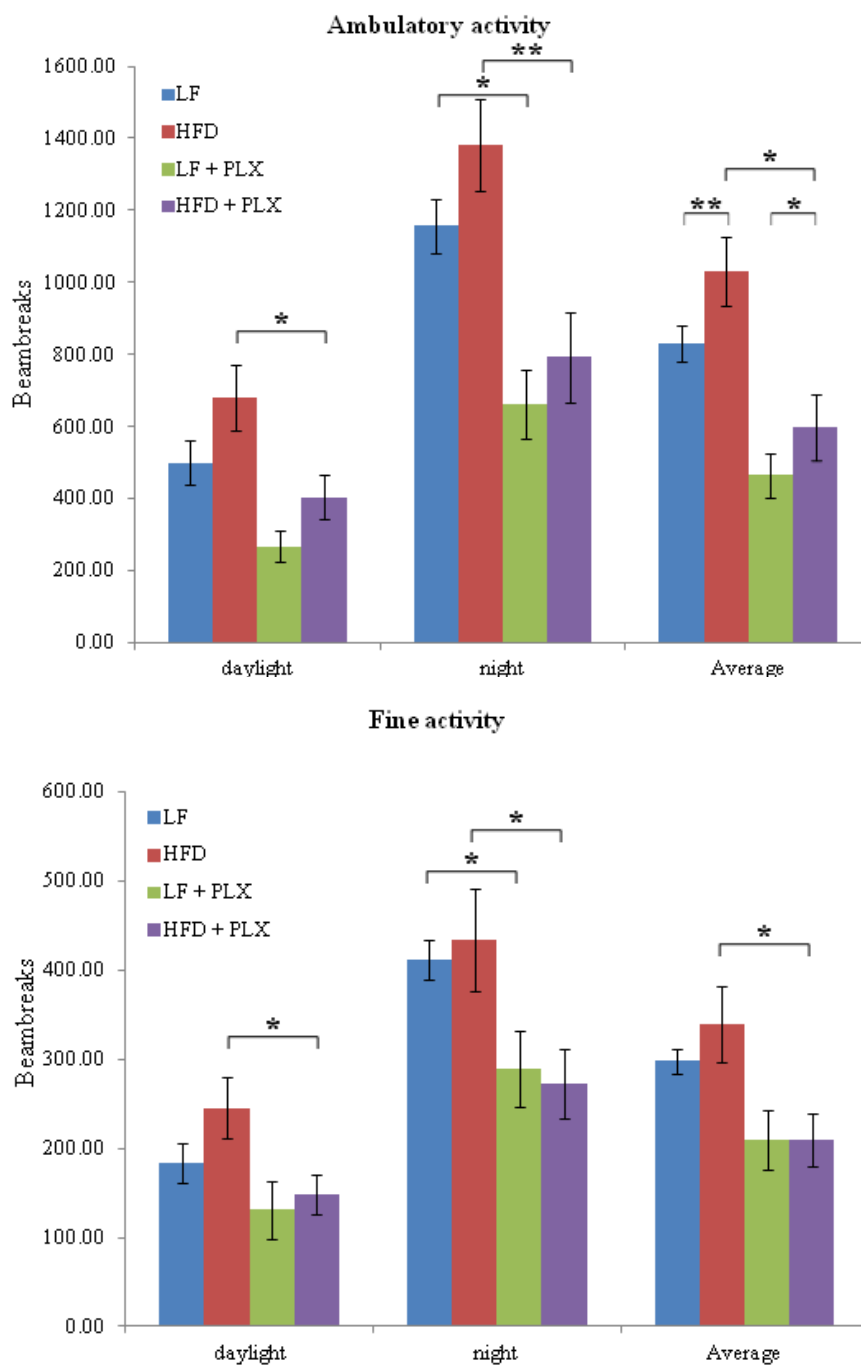 Ambulatory activity
1600.00
1400.00
1200.00
1000.00
800.00
600.00
400.00
200.00
0.00
Beambreaks
LF
HFD
LF + PLX
HFD + PLX
*
*
**
**
*
*
daylight
night
Average
Fine activity
600.00
500.00
400.00
300.00
200.00
100.00
0.00
Beambreaks
LF
HFD
LF + PLX
HFD + PLX
*
*
*
*
daylight
night
Average